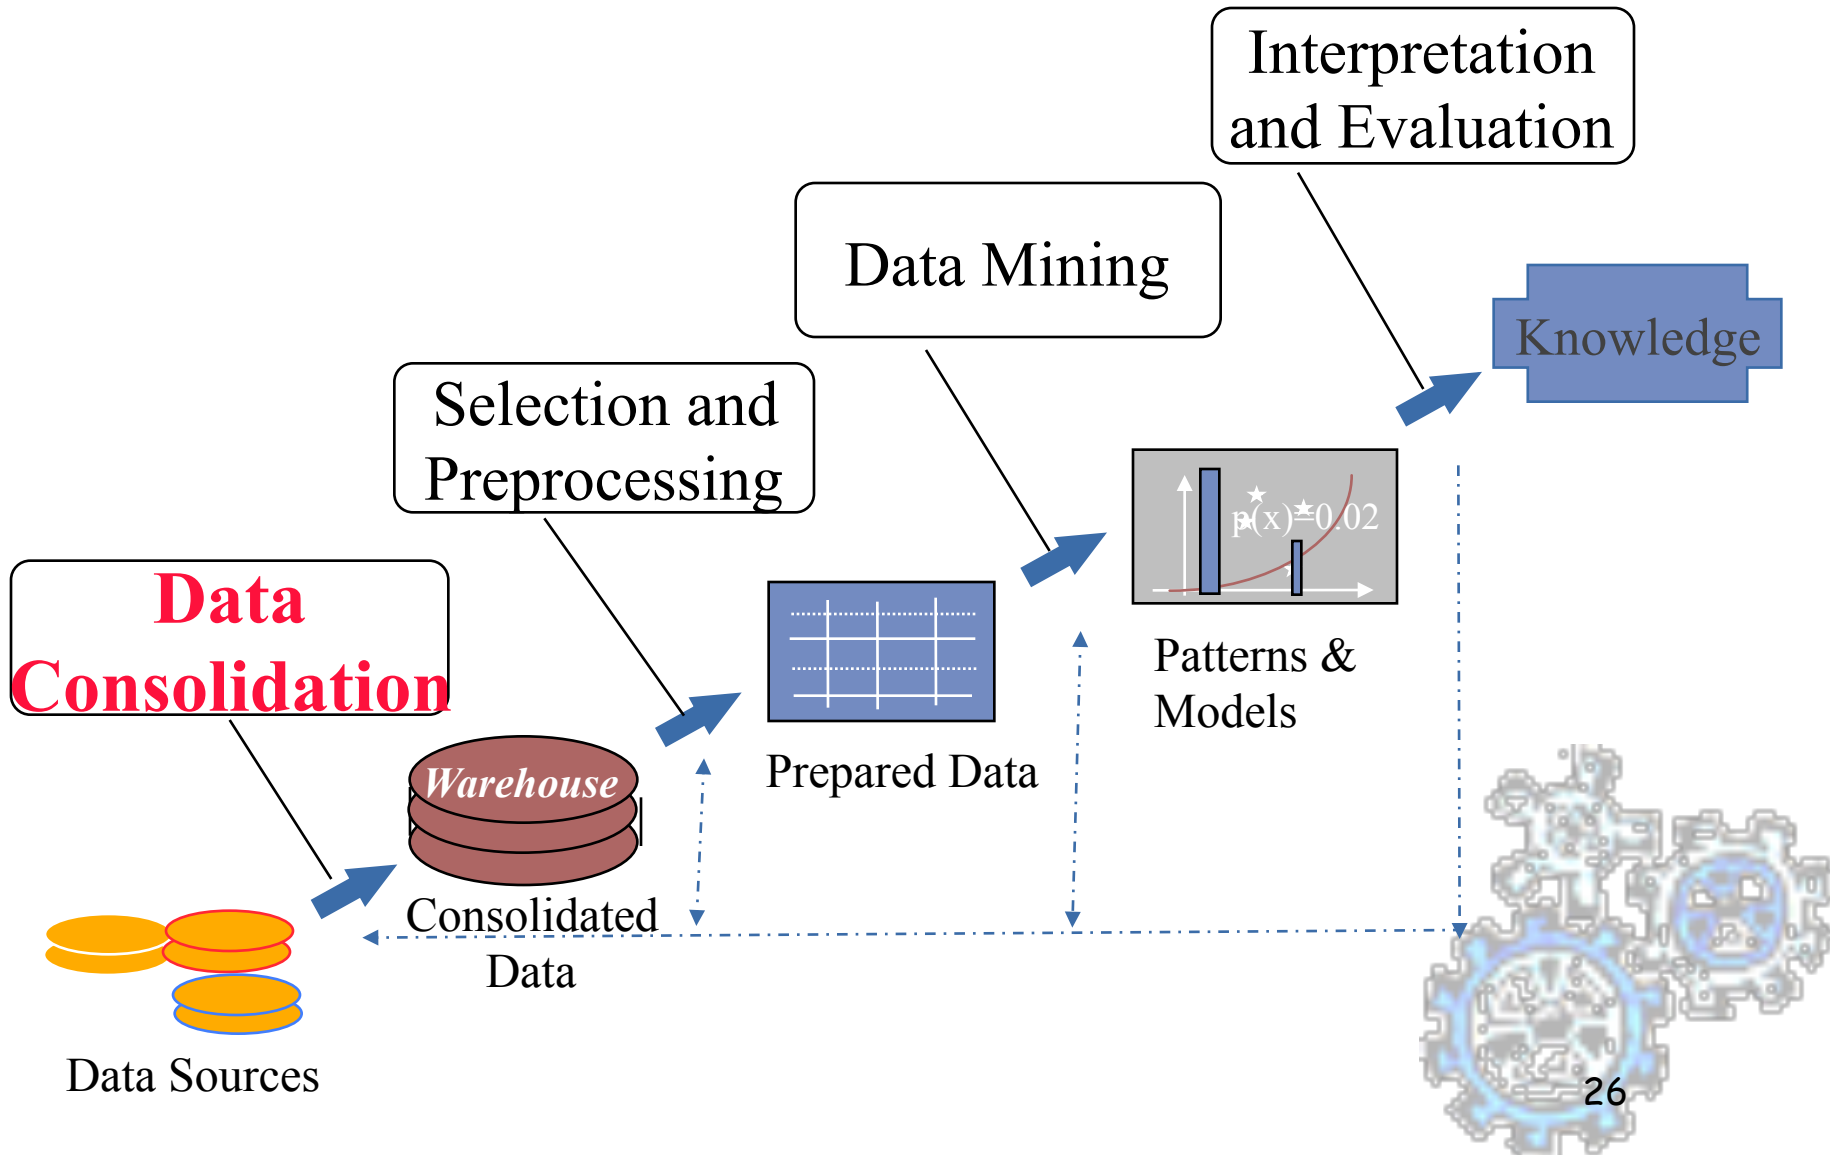 Interpretation
and Evaluation
Data Mining
Knowledge
Selection and
Preprocessing
p(x)=0.02
Data
Consolidation
Patterns &
Models
Warehouse
Prepared Data
Consolidated
Data
Data Sources
26